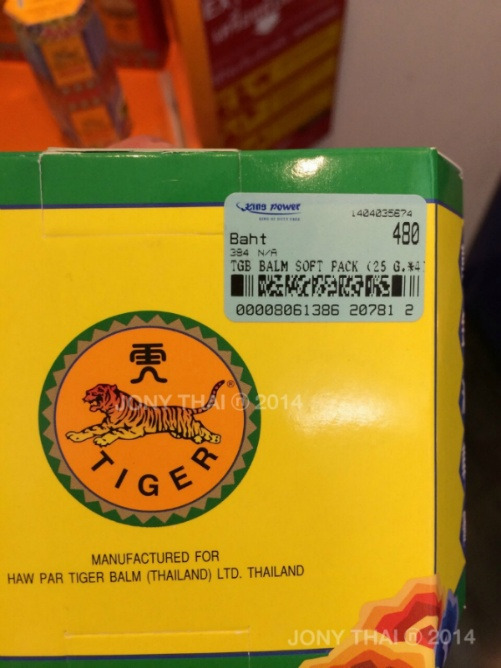 King power
1404035674
Baht 480
384 N/A
TGB BALM SOFT PACK (25 G.*4
00008061386 20781 2
JONY THAI © 2014
TIGER
®
MANUFACTURED FOR
HAW PAR TIGER BALM (THAILAND) LTD. THAILAND
JONY THAI © 2014